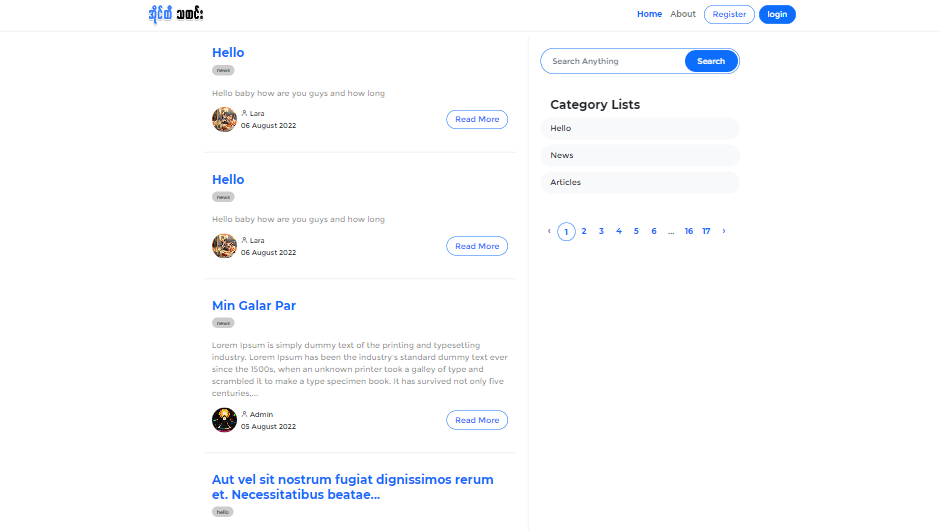 အိုင်တီ သတင်း
Home About Register login
Hello
news
Hello baby how are you guys and how long
Lara
06 August 2022
Read More
Hello
news
Hello baby how are you guys and how long
Lara
06 August 2022
Read More
Min Galar Par
news
Lorem Ipsum is simply dummy text of the printing and typesetting
industry. Lorem Ipsum has been the industry's standard dummy text ever
since the 1500s, when an unknown printer took a galley of type and
scrambled it to make a type specimen book. It has survived not only five
centuries,...
Admin
05 August 2022
Read More
Aut vel sit nostrum fugiat dignissimos rerum
et. Necessitatibus beatae...
hello
Search Anything Search
Category Lists
Hello
News
Articles
‹ 1 2 3 4 5 6 ... 16 17 ›